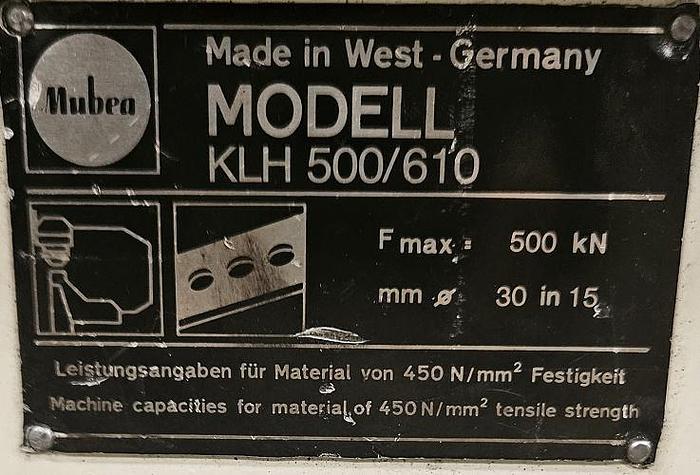 Mubea
Made in West - Germany
MODELL
KLH 500/610
F max = 500 kN
mm ø 30 in 15
Leistungsangaben für Material von 450 N/mm² Festigkeit
Machine capacities for material of 450 N/mm² tensile strength